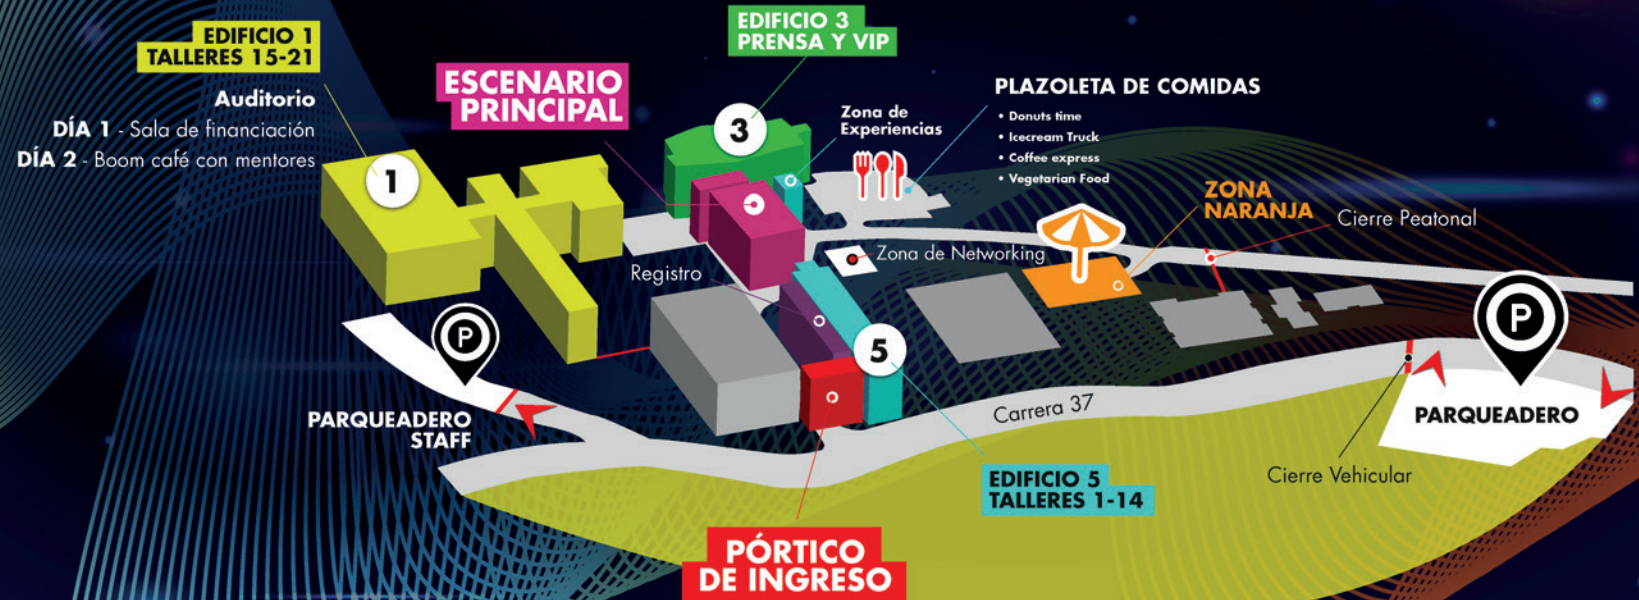 EDIFICIO 1
TALLERES 15-21
Auditorio
DÍA 1 - Sala de financiación
DÍA 2 - Boom café con mentores
1
ESCENARIO
PRINCIPAL
EDIFICIO 3
PRENSA Y VIP
3
Zona de
Experiencias
PLAZOLETA DE COMIDAS
• Donuts time
• Icecream Truck
• Coffee express
• Vegetarian Food
ZONA
NARANJA
Cierre Peatonal
Zona de Networking
Registro
P
PARQUEADERO
STAFF
5
Carrera 37
P
PARQUEADERO
Cierre Vehicular
EDIFICIO 5
TALLERES 1-14
PÓRTICO
DE INGRESO